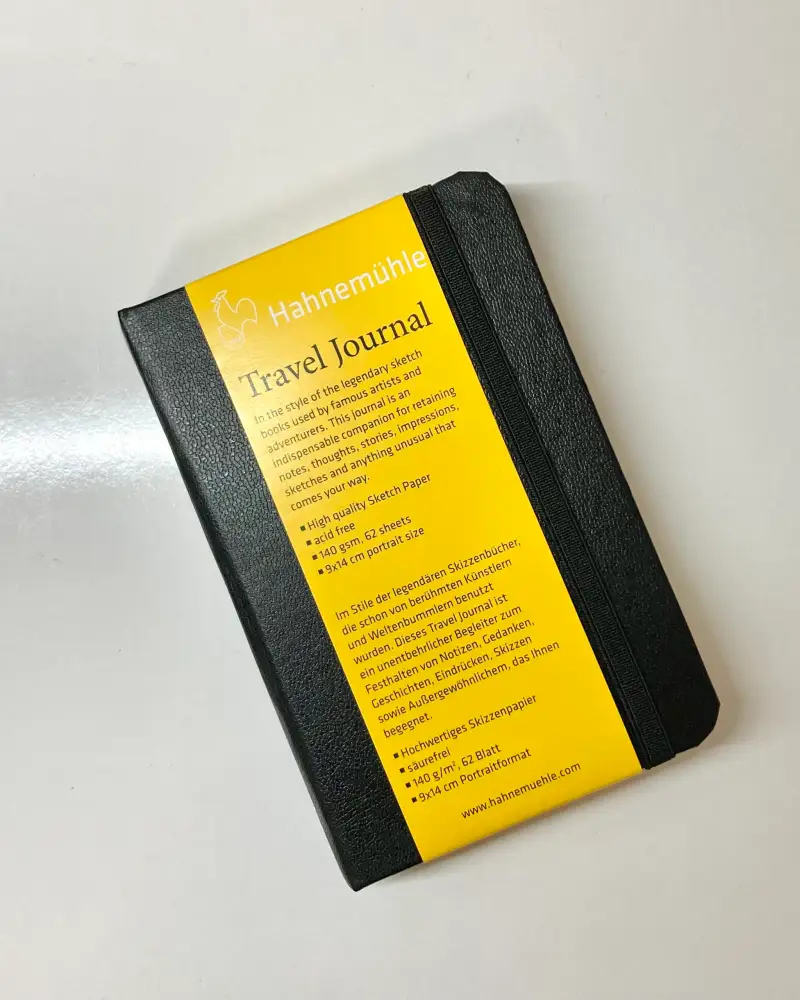 Hahnemühle
Travel Journal
In the style of the legendary sketch
books used by famous artists and
adventurers. This journal is an
indispensable companion for retaining
notes, thoughts, stories, impressions,
sketches and anything unusual that
comes your way.
▪ High quality Sketch Paper
▪ acid free
▪ 140 gsm, 62 sheets
▪ 9x14 cm portrait size
Im Stile der legendären Skizzenbücher,
die schon von berühmten Künstlern
und Weltenbummlern benutzt
wurden. Dieses Travel Journal ist
ein unentbehrlicher Begleiter zum
Festhalten von Notizen, Gedanken,
Geschichten, Eindrücken, Skizzen
sowie Außergewöhnlichem, das Ihnen
begegnet.
▪ Hochwertiges Skizzenpapier
▪ säurefrei
▪ 140 g/m², 62 Blatt
▪ 9x14 cm Portraitformat
www.hahnemuehle.com